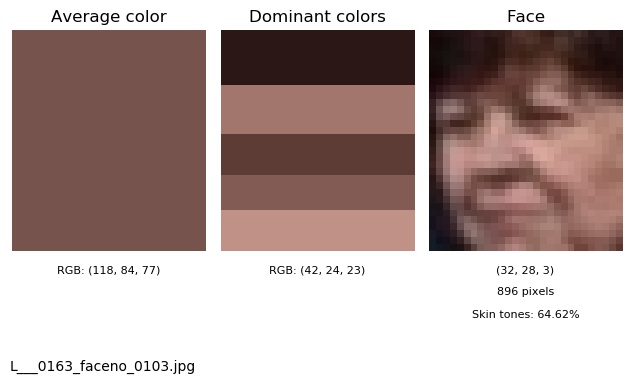 Average color
Dominant colors
Face
RGB: (118, 84, 77)
RGB: (42, 24, 23)
(32, 28, 3)
896 pixels
Skin tones: 64.62%
L___0163_faceno_0103.jpg